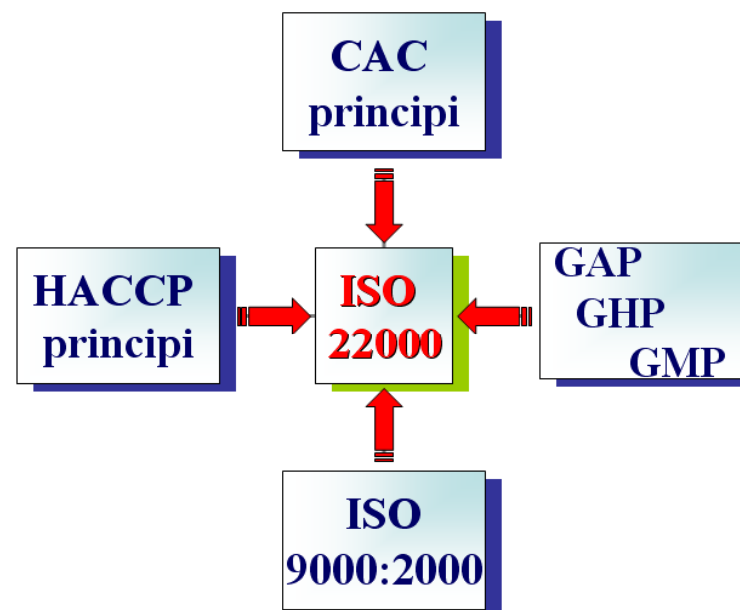 CAC
principi
HACCP
principi
ISO
22000
GAP
GHP
GMP
ISO
9000:2000